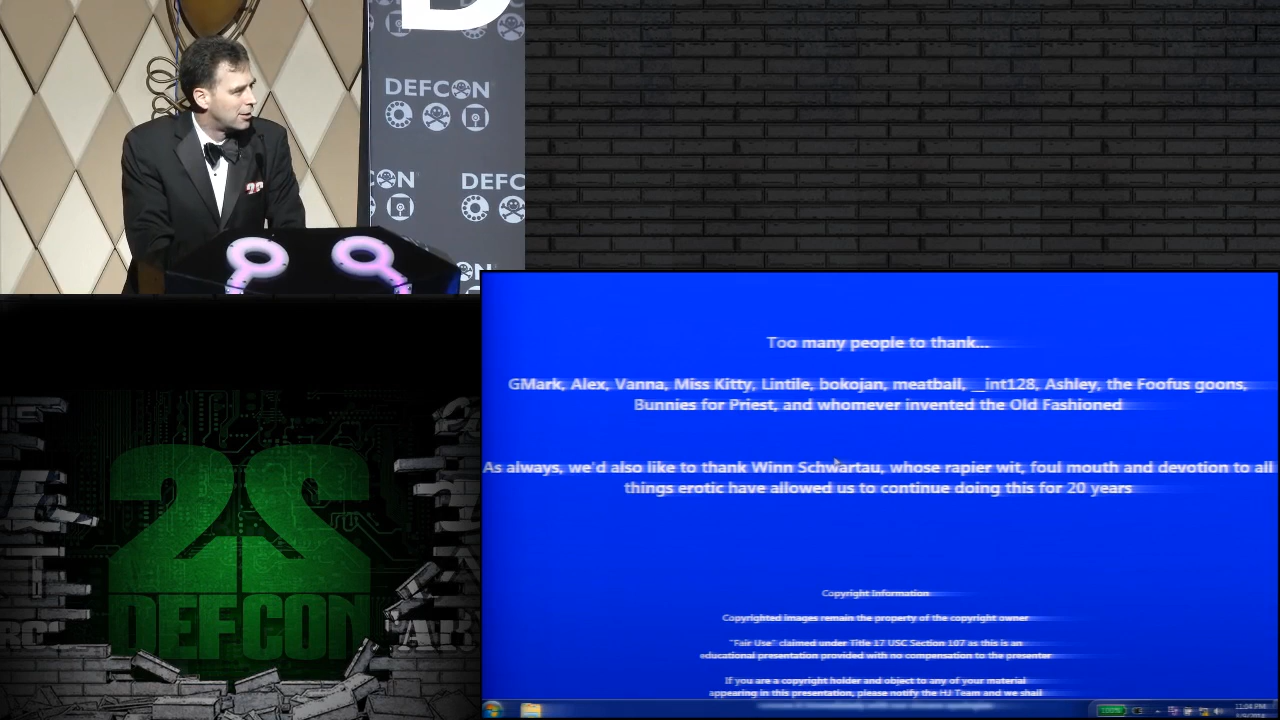 DEFCON
CON
DEFC
Too many people to thank...
GMark, Alex, Vanna, Miss Kitty, Lintile, bokojan, meatball, __int128, Ashley, the Foofus goons,
Bunnies for Priest, and whomever invented the Old Fashioned
As always, we'd also like to thank Winn Schwartau, whose rapier wit, foul mouth and devotion to all
things erotic have allowed us to continue doing this for 20 years
Copyright Information
Copyrighted images remain the property of the copyright owner
"Fair Use" claimed under Title 17 USC Section 107 as this is an
educational presentation provided with no compensation to the presenter
If you are a copyright holder and object to any of your material
appearing in this presentation, please notify the HJ Team and we shall
11:04 PM
DEFCON